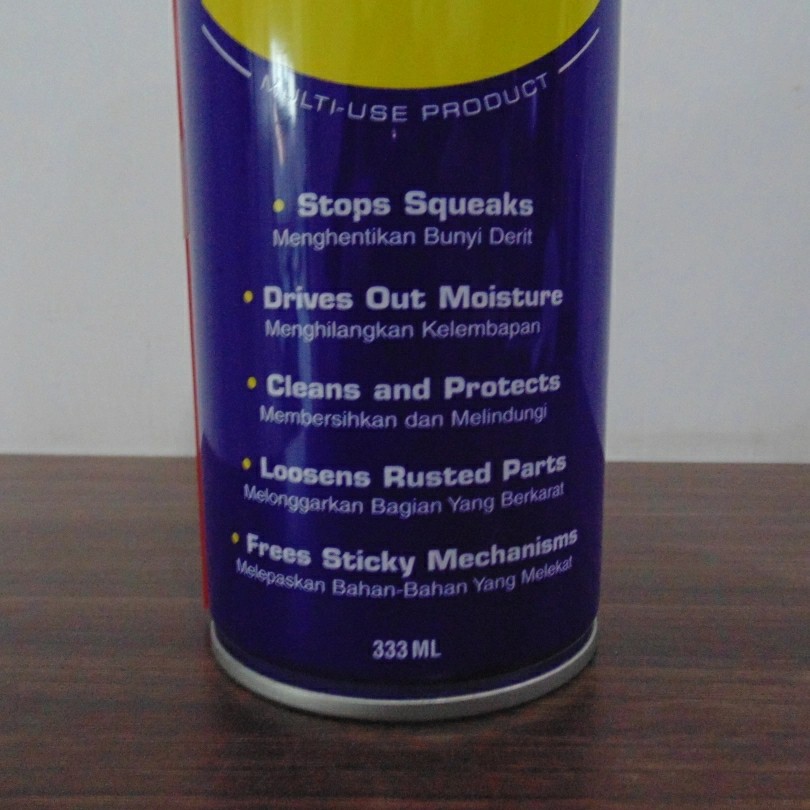 MULTI-USE PRODUCT
• Stops Squeaks
Menghentikan Bunyi Derit
• Drives Out Moisture
Menghilangkan Kelembapan
• Cleans and Protects
Membersihkan dan Melindungi
• Loosens Rusted Parts
Melonggarkan Bagian Yang Berkarat
• Frees Sticky Mechanisms
Melepaskan Bahan-Bahan Yang Melekat
333 ML